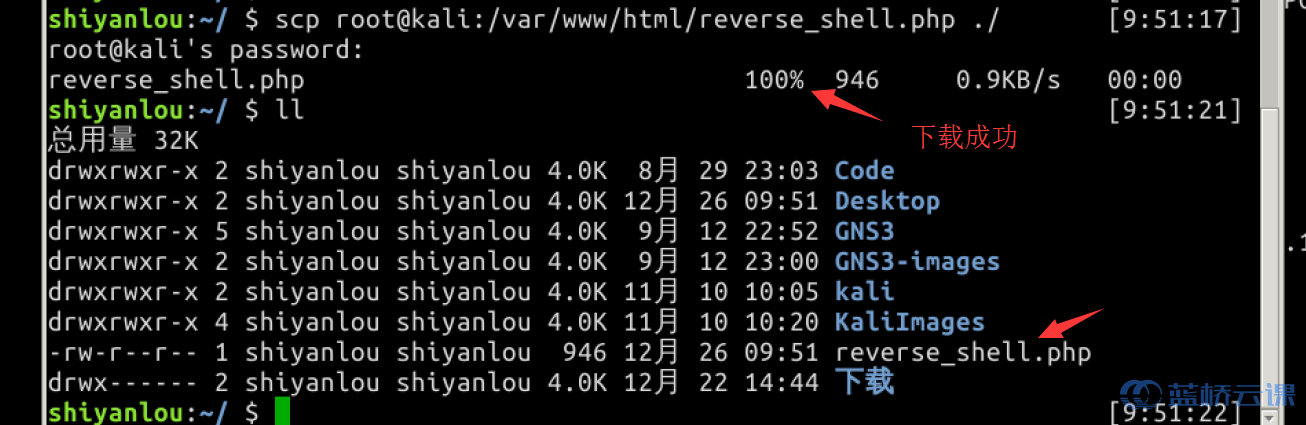 shiyanlou:~/ $ scp root@kali:/var/www/html/reverse_shell.php ./ [9:51:17]
root@kali's password:
reverse_shell.php 100% 946 0.9KB/s 00:00
shiyanlou:~/ $ ll [9:51:21]
下载成功
总用量 32K
drwxrwxr-x 2 shiyanlou shiyanlou 4.0K 8月 29 23:03 Code
drwxrwxr-x 2 shiyanlou shiyanlou 4.0K 12月 26 09:51 Desktop
drwxrwxr-x 5 shiyanlou shiyanlou 4.0K 9月 12 22:52 GNS3
drwxrwxr-x 2 shiyanlou shiyanlou 4.0K 9月 12 23:00 GNS3-images
drwxrwxr-x 2 shiyanlou shiyanlou 4.0K 11月 10 10:05 kali
drwxrwxr-x 4 shiyanlou shiyanlou 4.0K 11月 10 10:20 KaliImages
-rw-r--r-- 1 shiyanlou shiyanlou 946 12月 26 09:51 reverse_shell.php
drwx------ 2 shiyanlou shiyanlou 4.0K 12月 22 14:44 下载
蓝桥云课
shiyanlou:~/ $ [9:51:22]